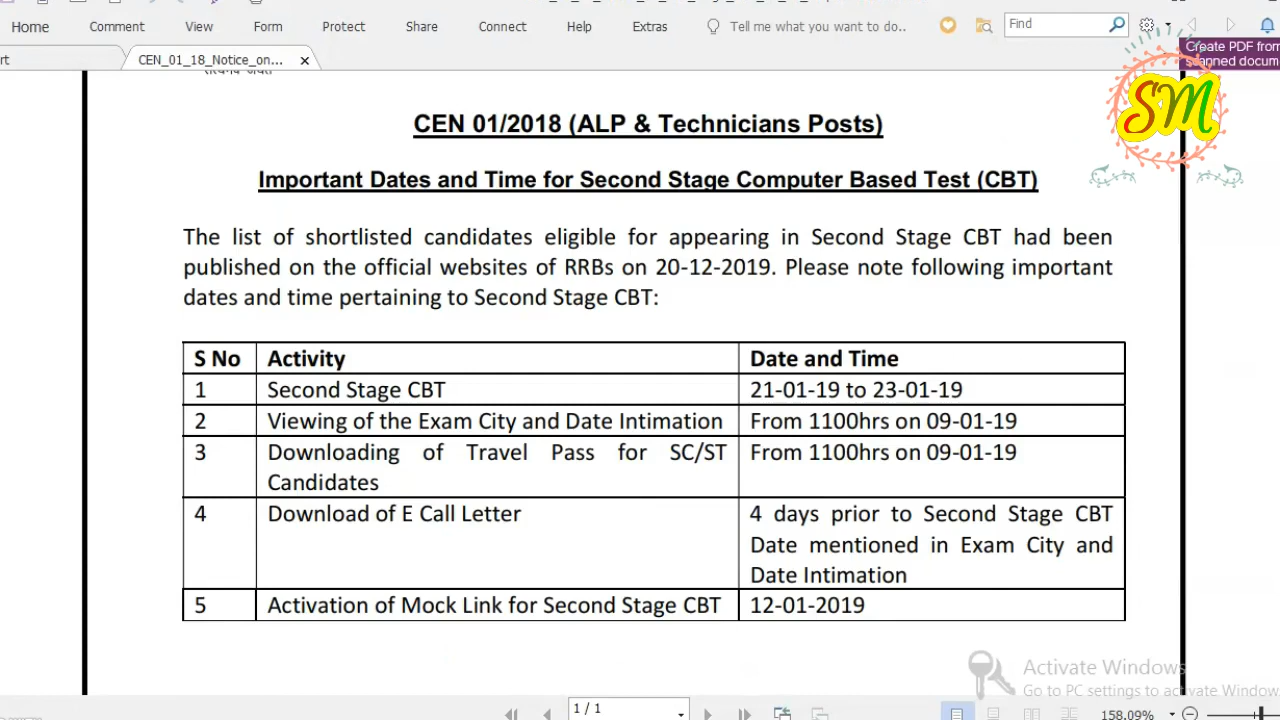 Home Comment View Form Protect Share Connect Help Extras Tell me what you want to do.. Find
rt CEN_01_18_Notice_on... × Create PDF from
scanned docum
SM
CEN 01/2018 (ALP & Technicians Posts)
Important Dates and Time for Second Stage Computer Based Test (CBT)
The list of shortlisted candidates eligible for appearing in Second Stage CBT had been
published on the official websites of RRBs on 20-12-2019. Please note following important
dates and time pertaining to Second Stage CBT:
S No Activity Date and Time
1 Second Stage CBT 21-01-19 to 23-01-19
2 Viewing of the Exam City and Date Intimation From 1100hrs on 09-01-19
3 Downloading of Travel Pass for SC/ST From 1100hrs on 09-01-19
Candidates
4 Download of E Call Letter 4 days prior to Second Stage CBT
Date mentioned in Exam City and
Date Intimation
5 Activation of Mock Link for Second Stage CBT 12-01-2019
Activate Windows
Go to PC settings to activate Windows
1 / 1 158.09%